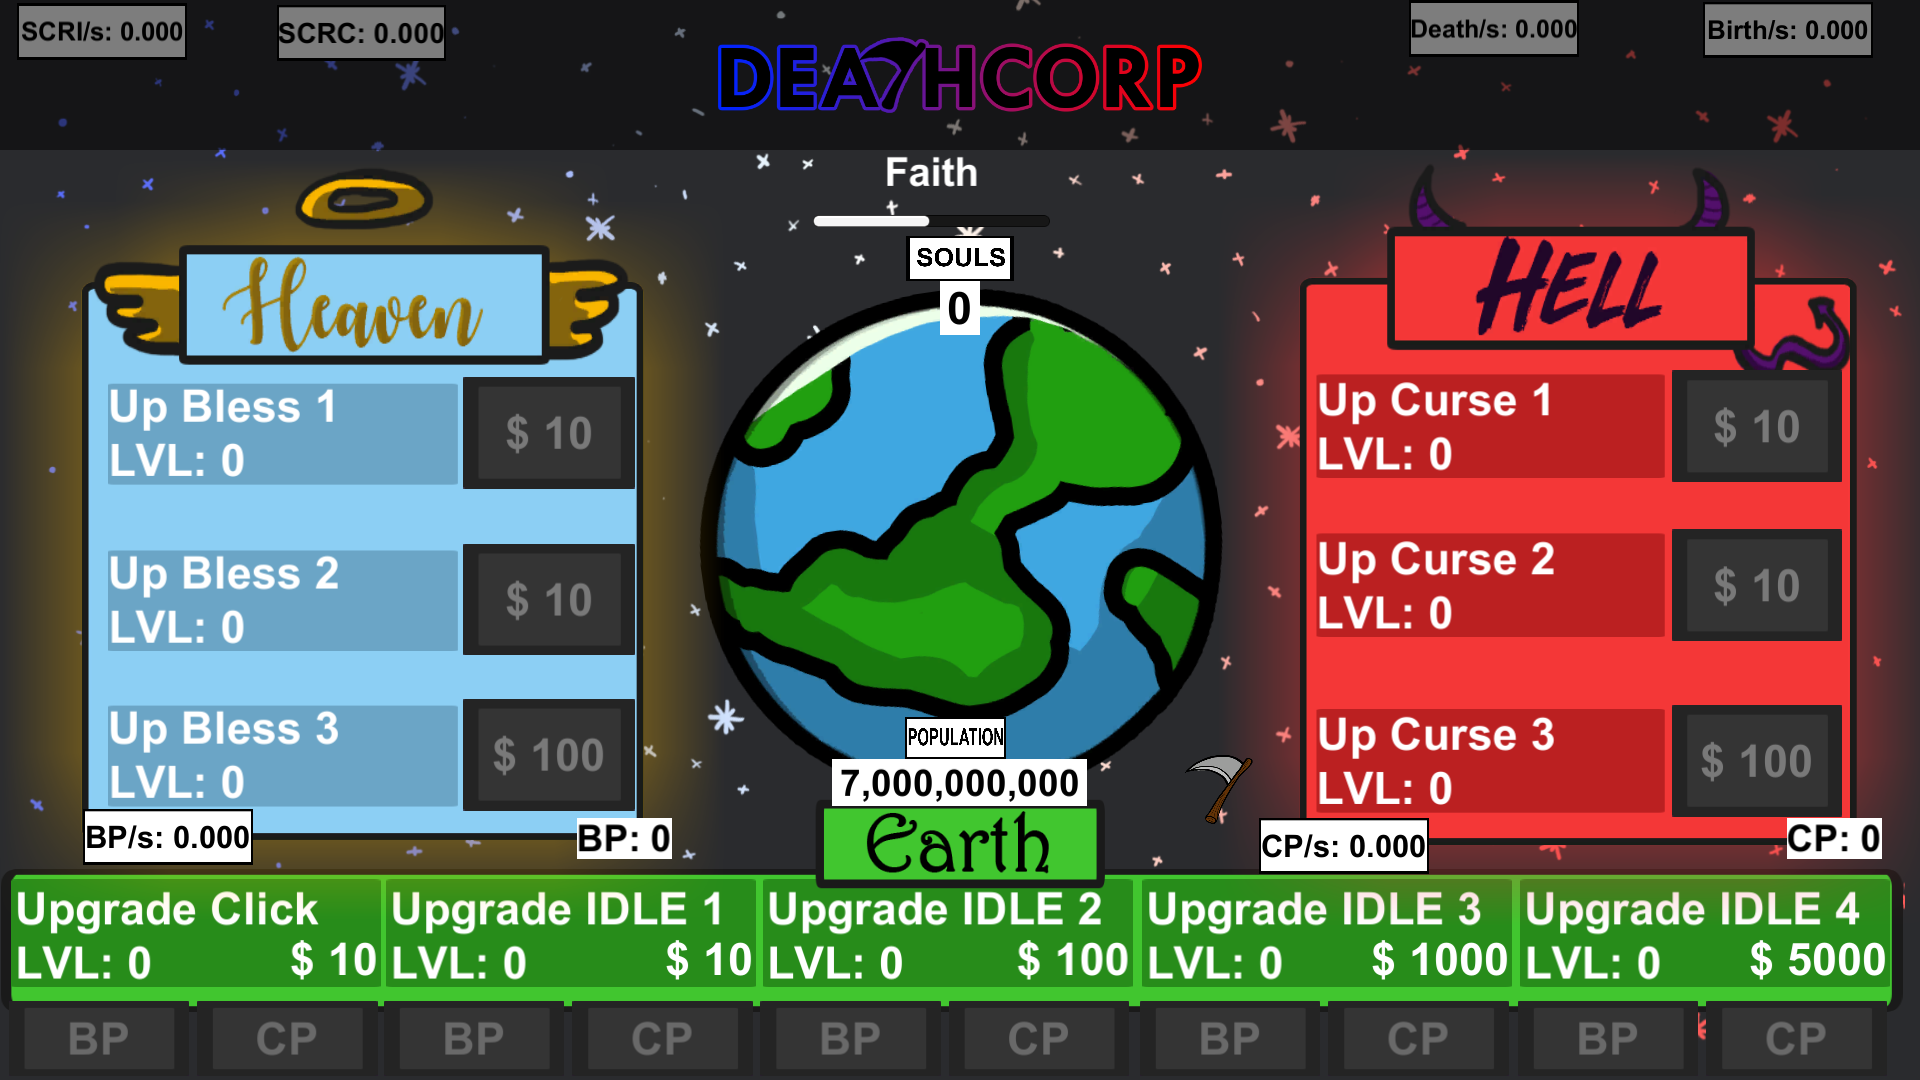 SCRI/s: 0.000
SCRC: 0.000
DEATHCORP
Death/s: 0.000
Birth/s: 0.000
Faith
SOULS
0
Heaven
Up Bless 1
LVL: 0
$ 10
Up Bless 2
LVL: 0
$ 10
Up Bless 3
LVL: 0
$ 100
BP/s: 0.000
BP: 0
POPULATION
7,000,000,000
Earth
HELL
Up Curse 1
LVL: 0
$ 10
Up Curse 2
LVL: 0
$ 10
Up Curse 3
LVL: 0
$ 100
CP/s: 0.000
CP: 0
Upgrade Click
LVL: 0 $ 10
Upgrade IDLE 1
LVL: 0 $ 10
Upgrade IDLE 2
LVL: 0 $ 100
Upgrade IDLE 3
LVL: 0 $ 1000
Upgrade IDLE 4
LVL: 0 $ 5000
BP CP BP CP BP CP BP CP BP CP